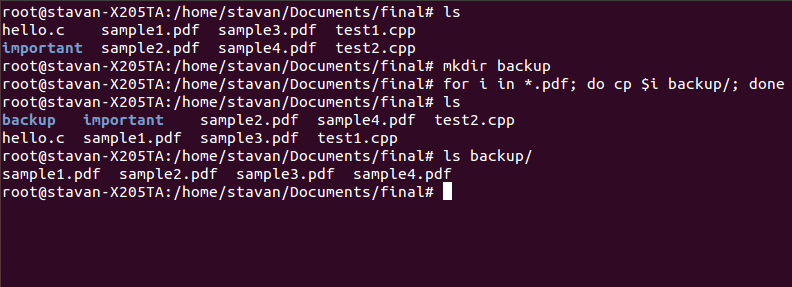 root@stavan-X205TA:/home/stavan/Documents/final# ls
hello.c    sample1.pdf  sample3.pdf  test1.cpp
important  sample2.pdf  sample4.pdf  test2.cpp
root@stavan-X205TA:/home/stavan/Documents/final# mkdir backup
root@stavan-X205TA:/home/stavan/Documents/final# for i in *.pdf; do cp $i backup/; done
root@stavan-X205TA:/home/stavan/Documents/final# ls
backup   important    sample2.pdf  sample4.pdf  test2.cpp
hello.c  sample1.pdf  sample3.pdf  test1.cpp
root@stavan-X205TA:/home/stavan/Documents/final# ls backup/
sample1.pdf  sample2.pdf  sample3.pdf  sample4.pdf
root@stavan-X205TA:/home/stavan/Documents/final#